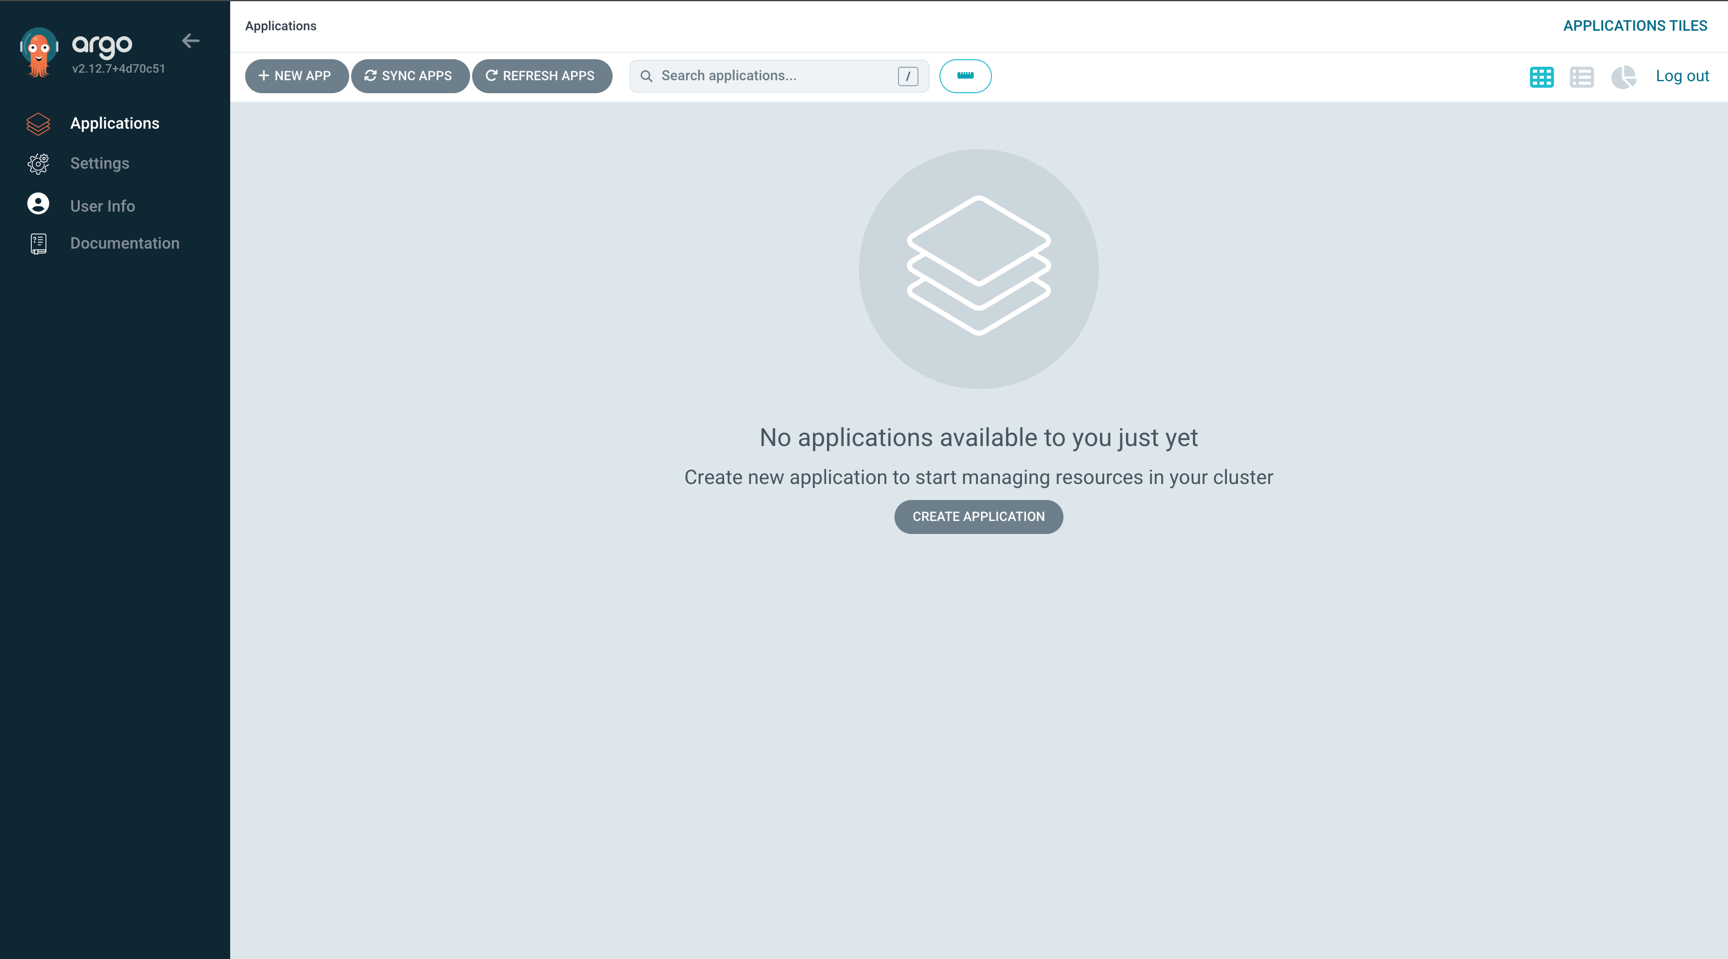 argo
v2.12.7+4d70c51
Applications
Settings
User Info
Documentation
Applications
APPLICATIONS TILES
+ NEW APP
SYNC APPS
REFRESH APPS
Search applications...
/
Log out
No applications available to you just yet
Create new application to start managing resources in your cluster
CREATE APPLICATION